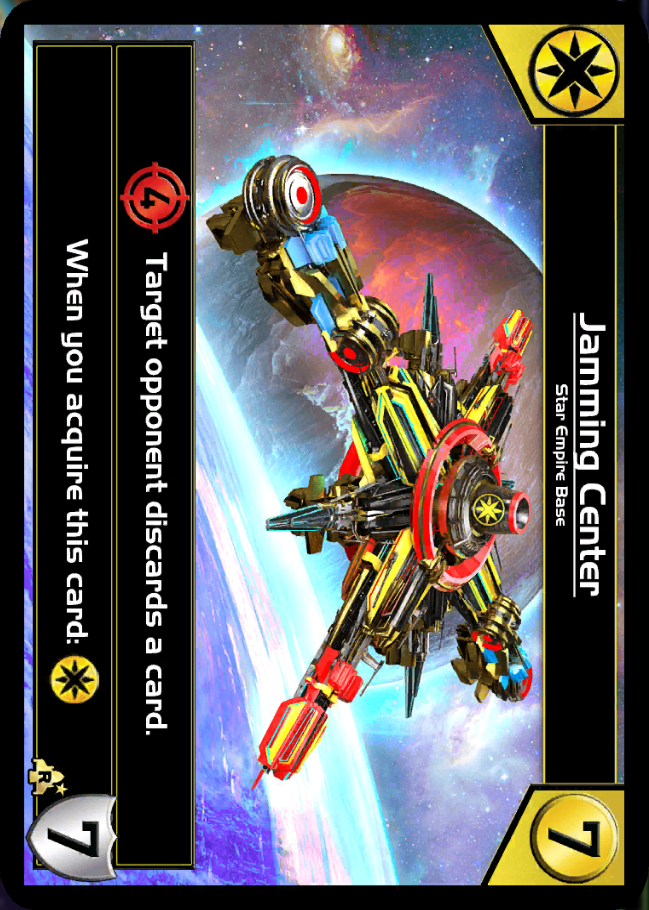 Jamming Center
Star Empire Base
7
4 Target opponent discards a card.
When you acquire this card:
R
7